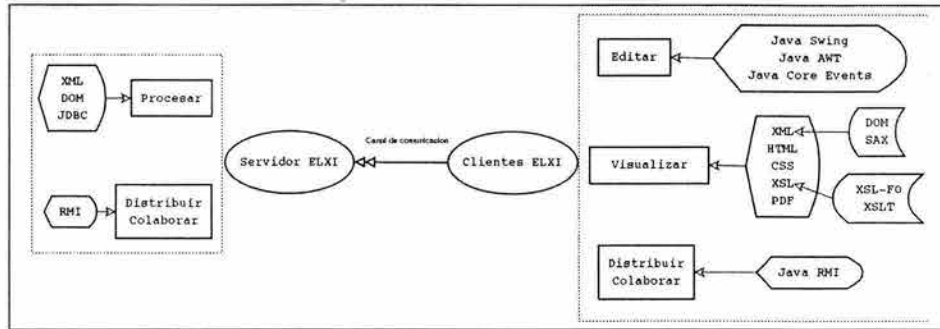 XML
DOM
JDBC
Procesar
RMI
Distribuir
Colaborar
Servidor ELXI
Canal de comunicacion
Clientes ELXI
Editar
Java Swing
Java AWT
Java Core Events
Visualizar
XML
HTML
CSS
XSL
PDF
DOM
SAX
XSL-FO
XSLT
Distribuir
Colaborar
Java RMI